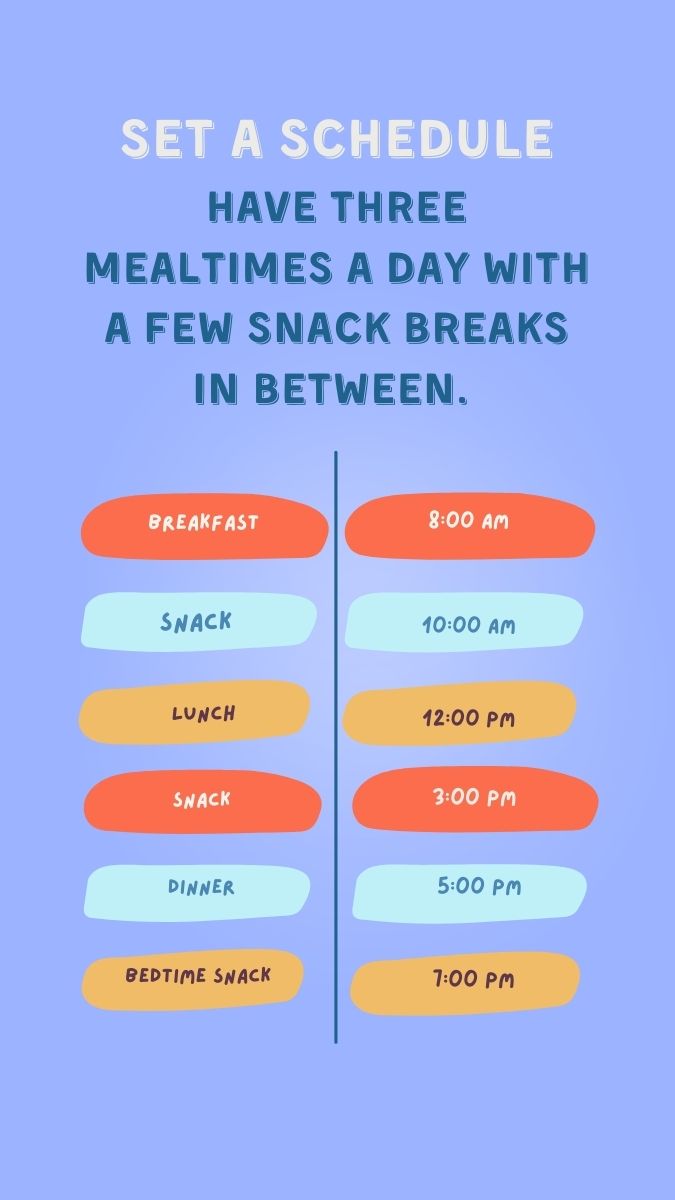 SET A SCHEDULE
HAVE THREE
MEALTIMES A DAY WITH
A FEW SNACK BREAKS
IN BETWEEN.
BREAKFAST 8:00 AM
SNACK 10:00 AM
LUNCH 12:00 PM
SNACK 3:00 PM
DINNER 5:00 PM
BEDTIME SNACK 7:00 PM